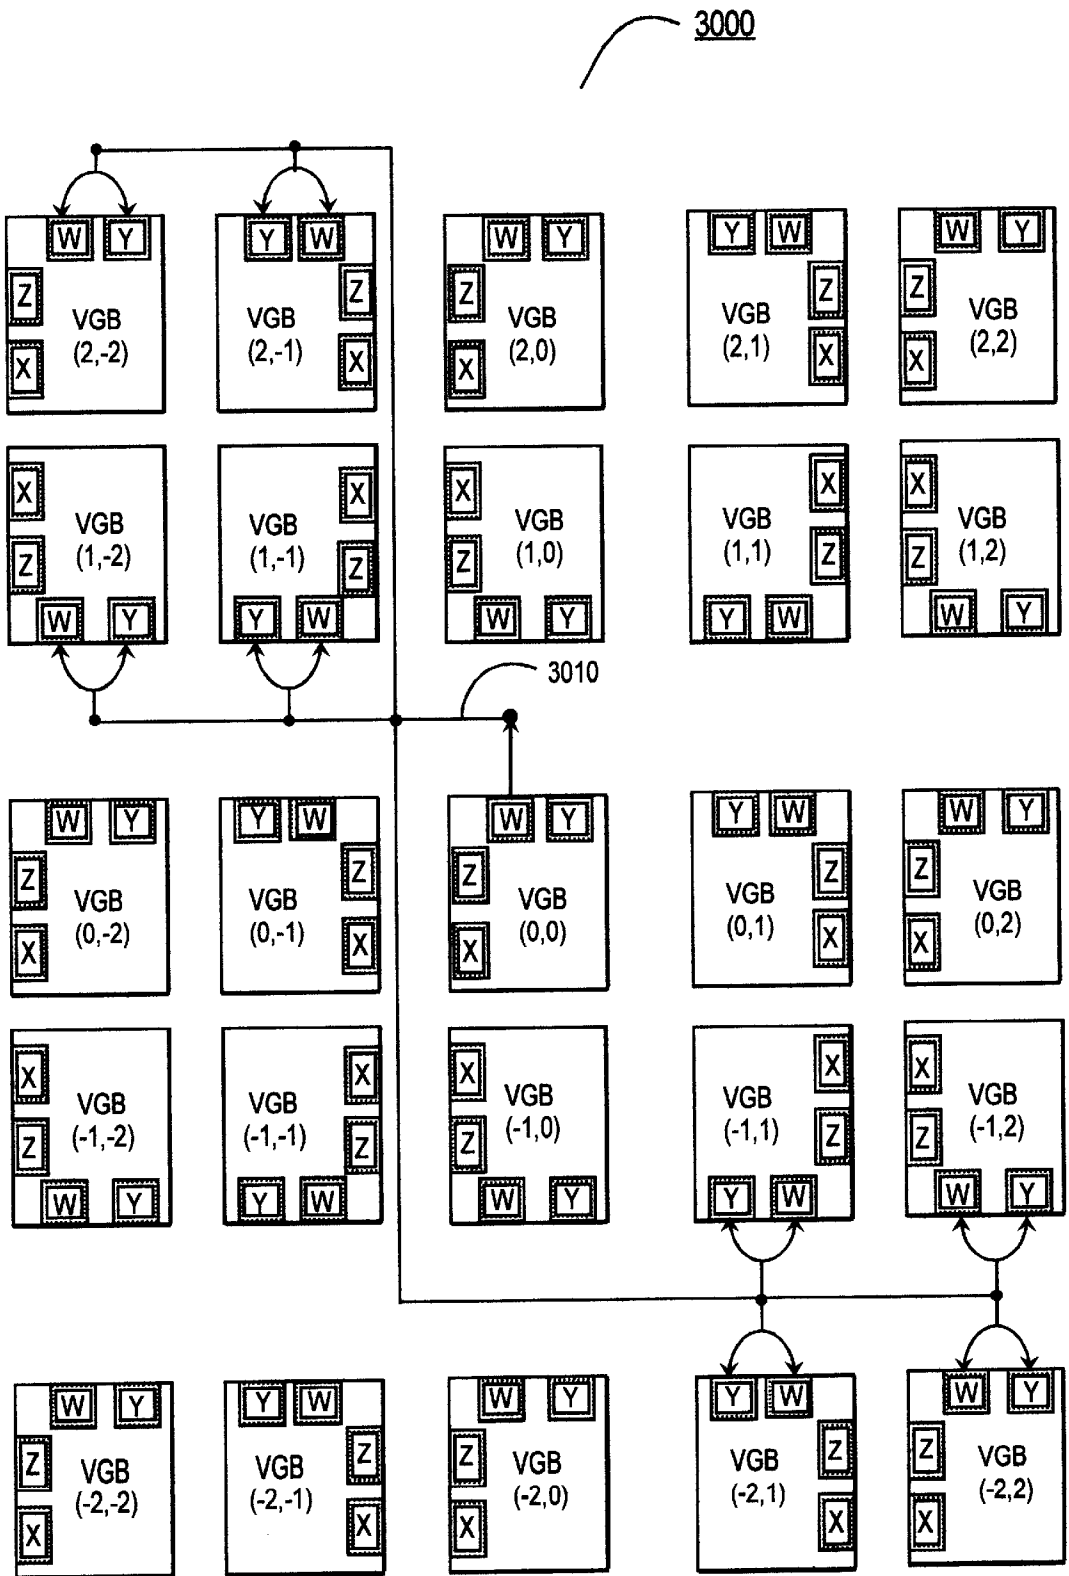 3000
W Y
Y W
W Y
Y W
W Y
Z
VGB
(2,-2)
X
VGB
(2,-1)
Z
X
Z
VGB
(2,0)
X
VGB
(2,1)
Z
X
Z
VGB
(2,2)
X
X
VGB
(1,-2)
Z
W Y
X
VGB
(1,-1)
Z
Y W
X
VGB
(1,0)
Z
W Y
X
VGB
(1,1)
Z
Y W
X
VGB
(1,2)
Z
W Y
3010
W Y
Z
VGB
(0,-2)
X
Y W
Z
VGB
(0,-1)
X
W Y
Z
VGB
(0,0)
X
Y W
Z
VGB
(0,1)
X
W Y
Z
VGB
(0,2)
X
X
VGB
(-1,-2)
Z
W Y
X
VGB
(-1,-1)
Z
Y W
X
VGB
(-1,0)
Z
W Y
X
VGB
(-1,1)
Z
Y W
X
VGB
(-1,2)
Z
W Y
W Y
Z
VGB
(-2,-2)
X
Y W
Z
VGB
(-2,-1)
X
W Y
Z
VGB
(-2,0)
X
Y W
Z
VGB
(-2,1)
X
W Y
Z
VGB
(-2,2)
X